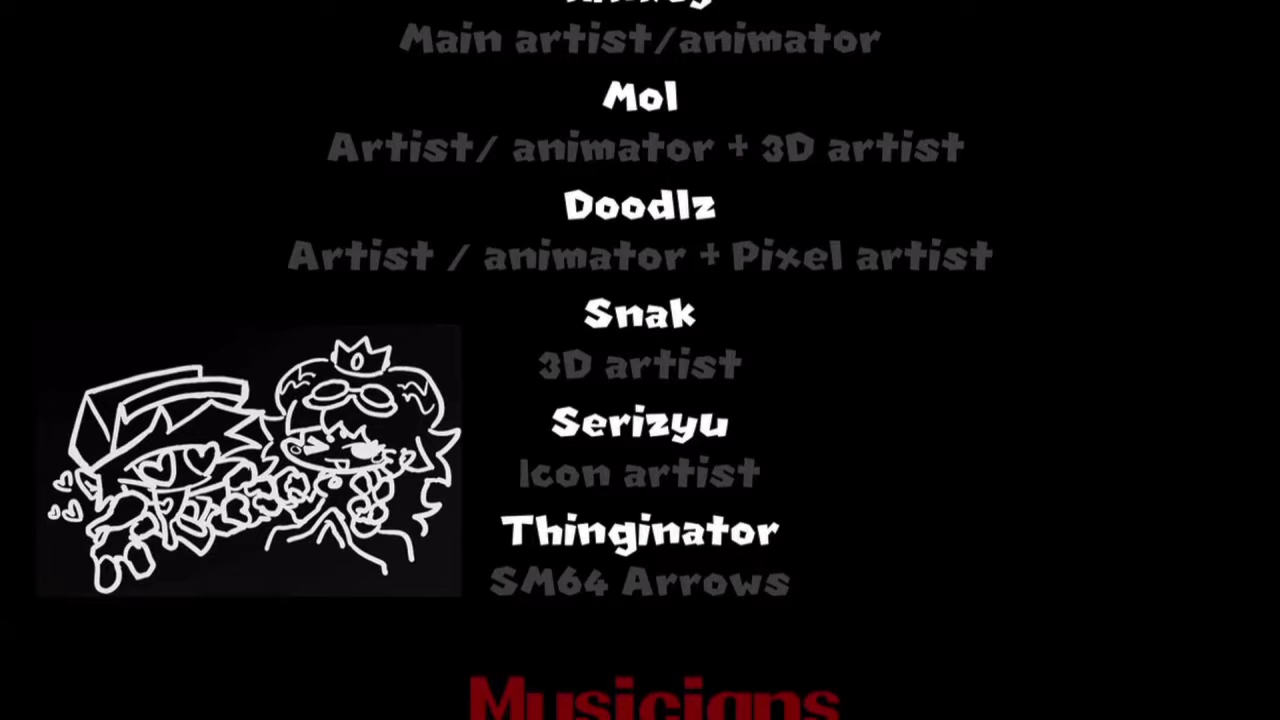 Main artist/animator
Mol
Artist/ animator + 3D artist
Doodlz
Artist / animator + Pixel artist
Snak
3D artist
Serizyu
Icon artist
Thinginator
SM64 Arrows
Musicians